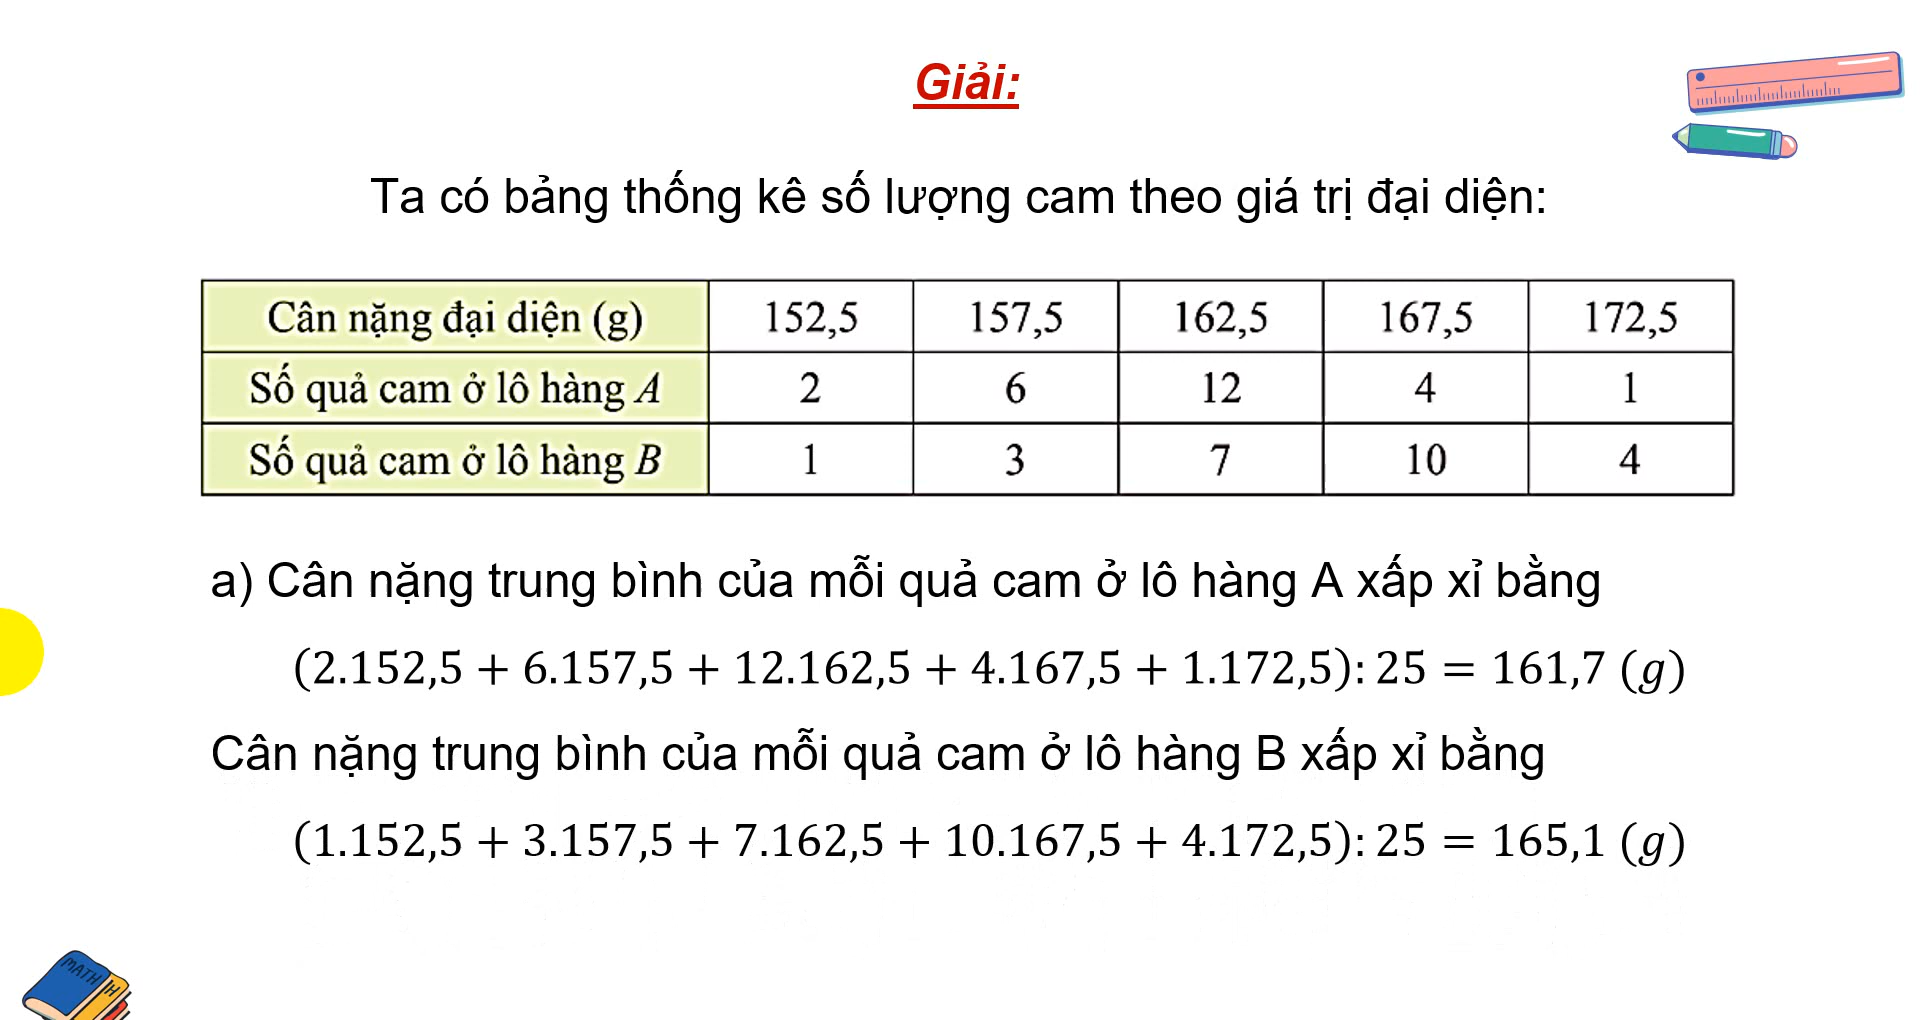 Giải:
Ta có bảng thống kê số lượng cam theo giá trị đại diện:
Cân nặng đại diện (g) 152,5 157,5 162,5 167,5 172,5
Số quả cam ở lô hàng A 2 6 12 4 1
Số quả cam ở lô hàng B 1 3 7 10 4
a) Cân nặng trung bình của mỗi quả cam ở lô hàng A xấp xỉ bằng
(2.152,5 + 6.157,5 + 12.162,5 + 4.167,5 + 1.172,5): 25 = 161,7 (g)
Cân nặng trung bình của mỗi quả cam ở lô hàng B xấp xỉ bằng
(1.152,5 + 3.157,5 + 7.162,5 + 10.167,5 + 4.172,5): 25 = 165,1 (g)
MATH
H